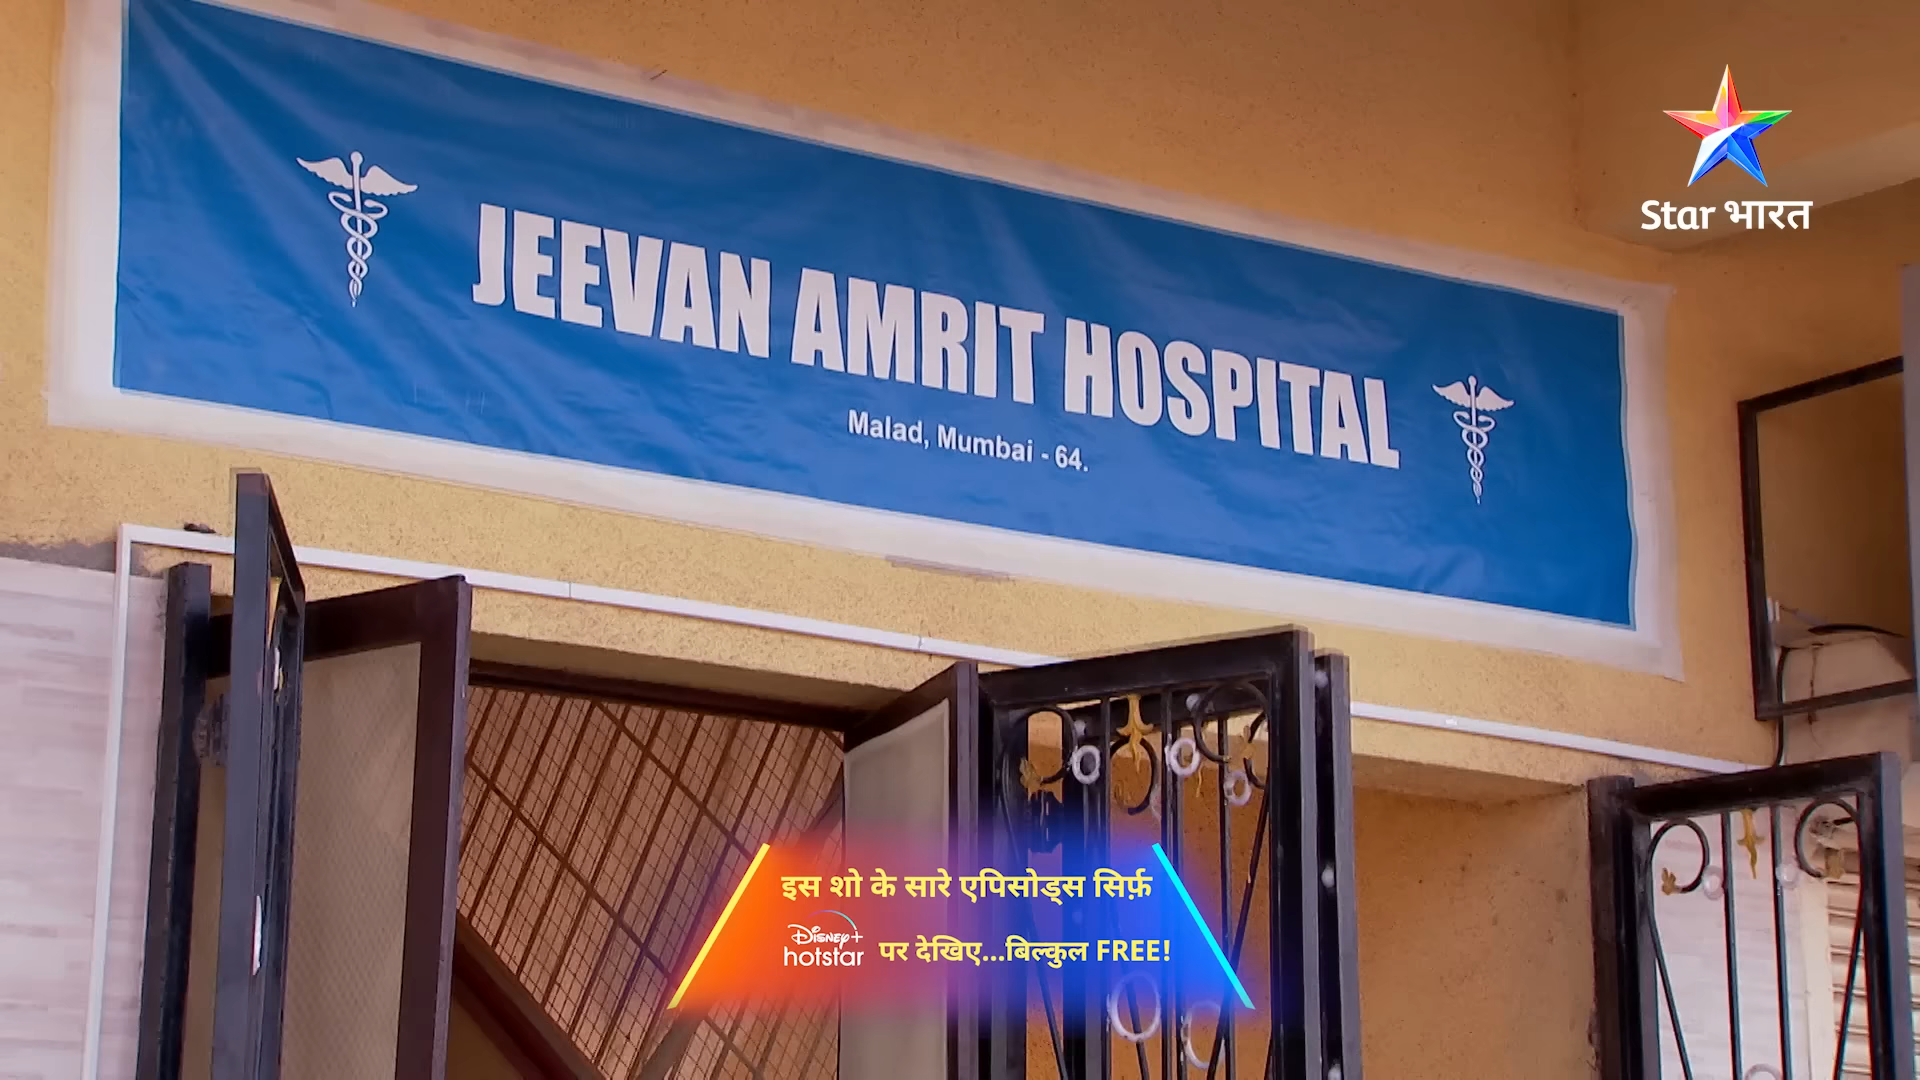 JEEVAN AMRIT HOSPITAL
Malad, Mumbai - 64.
Star भारत
इस शो के सारे एपिसोड्स सिर्फ़
Disney+ hotstar पर देखिए...बिल्कुल FREE!